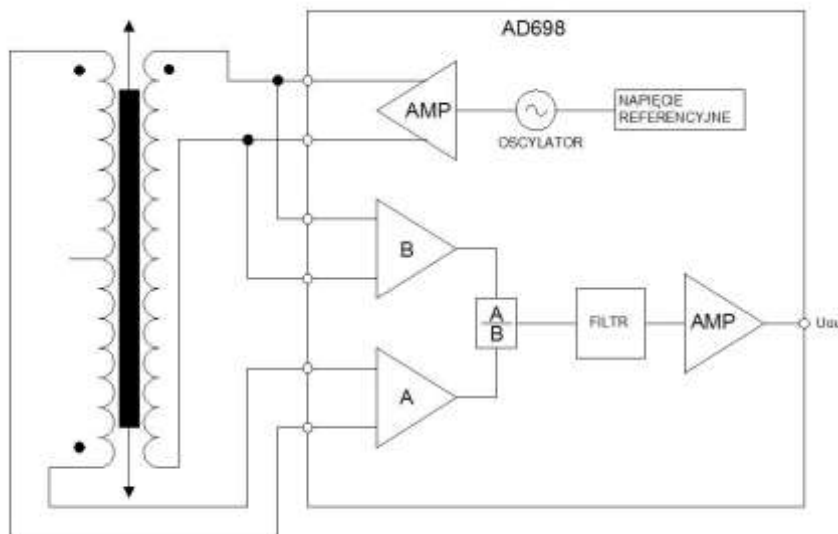 AD698
AMP
OSCYLATOR
NAPIĘCIE
REFERENCYJNE
B
A
B
FILTR
AMP
A